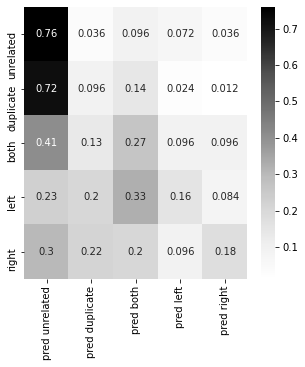 unrelated 0.76 0.036 0.096 0.072 0.036
duplicate 0.72 0.096 0.14 0.024 0.012
both 0.41 0.13 0.27 0.096 0.096
left 0.23 0.2 0.33 0.16 0.084
right 0.3 0.22 0.2 0.096 0.18
pred unrelated
pred duplicate
pred both
pred left
pred right
0.7
0.6
0.5
0.4
0.3
0.2
0.1